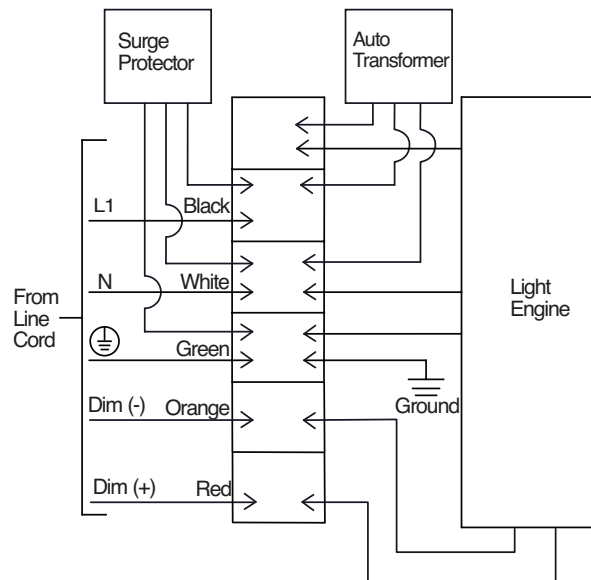 Surge
Protector
Auto
Transformer
L1
Black
N
White
From
Line
Cord
Green
Ground
Dim (-)
Orange
Dim (+)
Red
Light
Engine